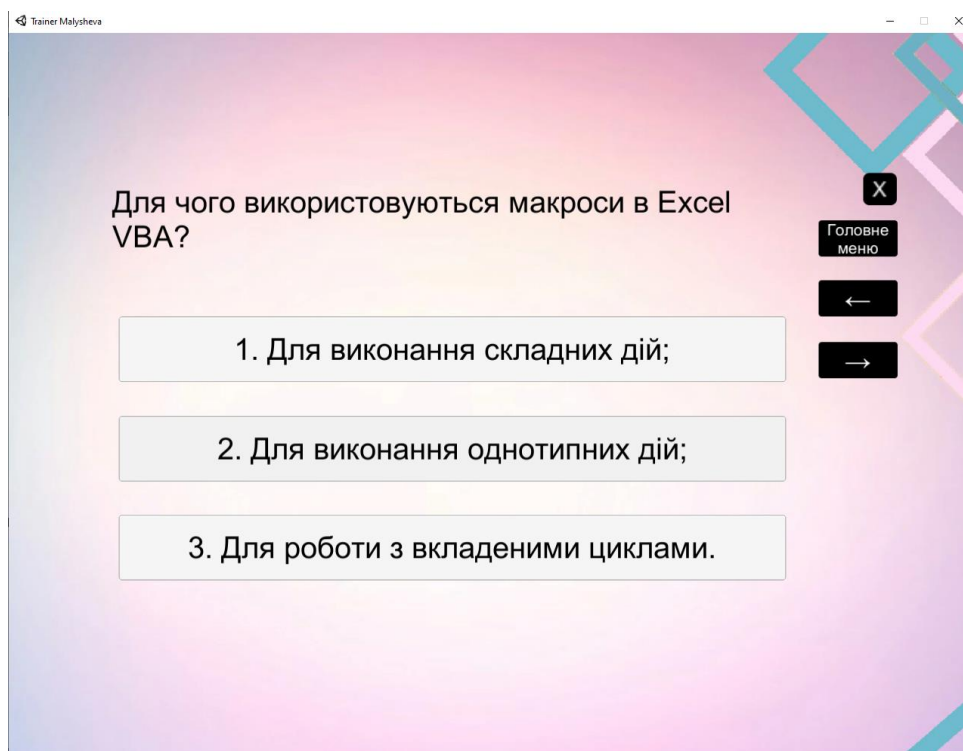 Trainer Malysheva
Для чого використовуються макроси в Excel
VBA?
X
Головне
меню
←
→
1. Для виконання складних дій;
2. Для виконання однотипних дій;
3. Для роботи з вкладеними циклами.